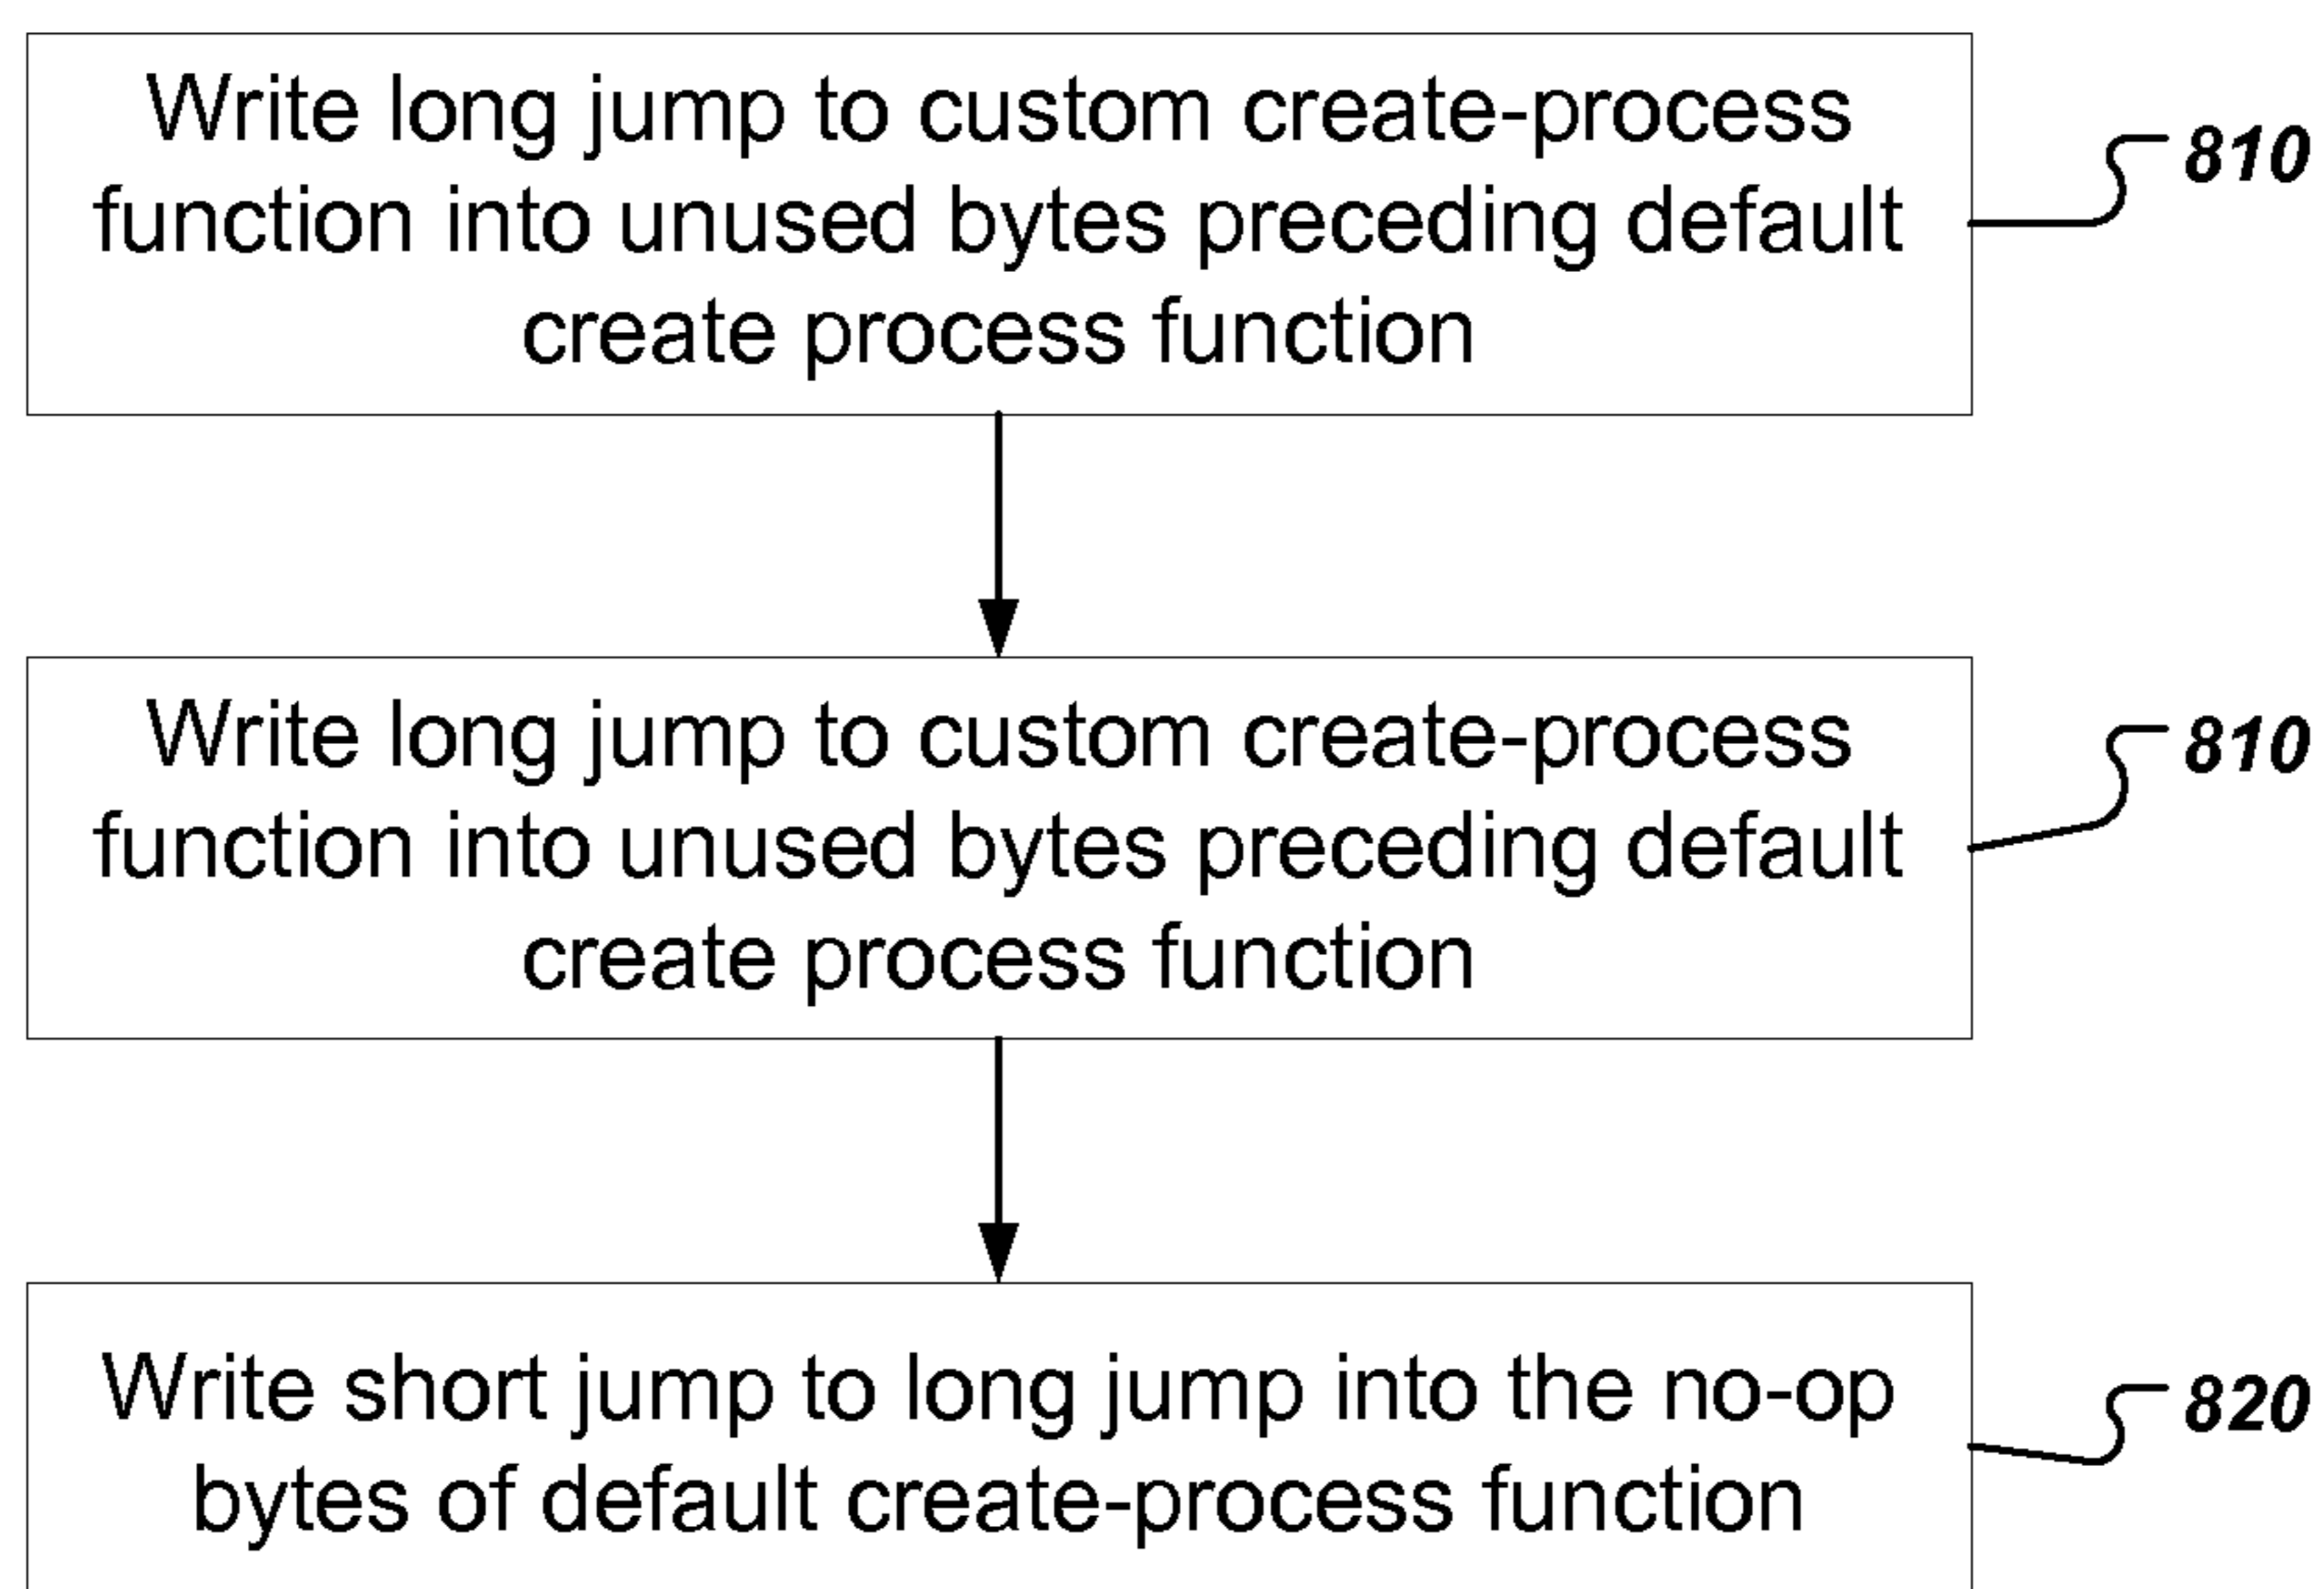 Write long jump to custom create-process
810
function into unused bytes preceding default
create process function
Write long jump to custom create-process
810
function into unused bytes preceding default
create process function
Write short jump to long jump into the no-op
820
bytes of default create-process function